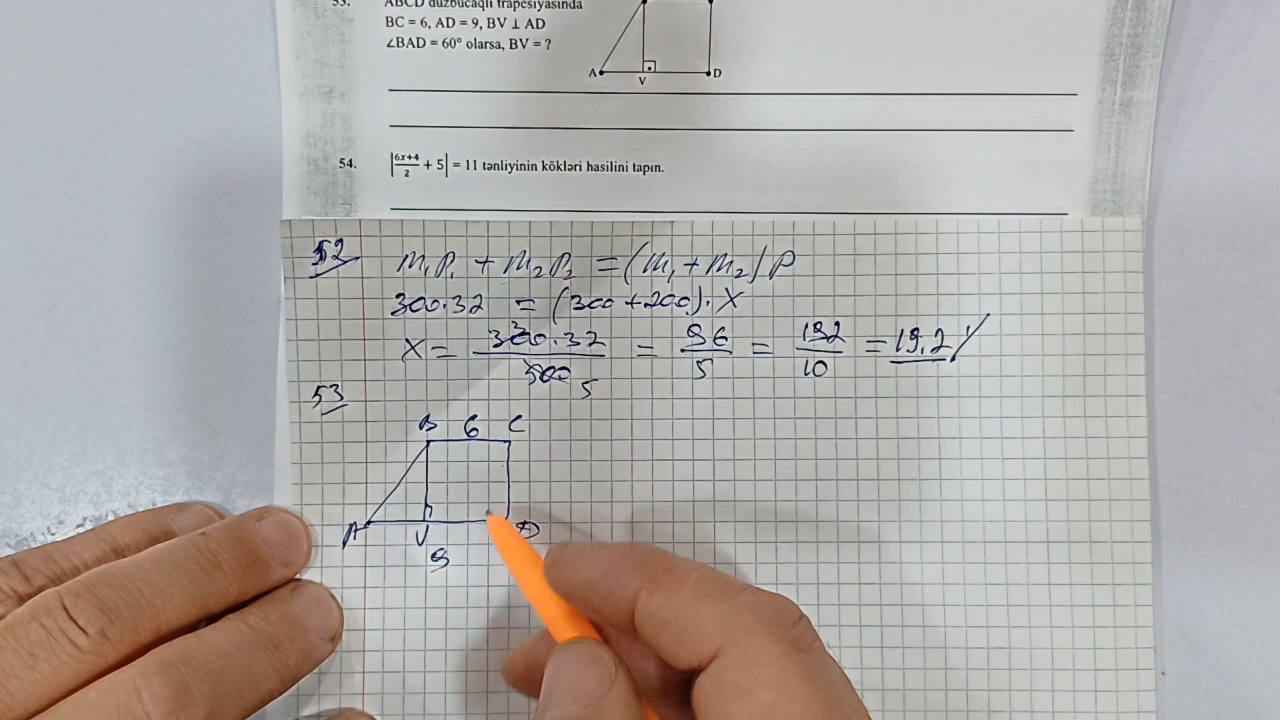 53. ABCD düzbucaqlı trapesiyasında
BC = 6, AD = 9, BV ⊥ AD
∠BAD = 60° olarsa, BV = ?
A V D
54. |(6x+4)/2 + 5| = 11 tənliyinin kökləri hasilini tapın.
52
m₁P₁ + m₂P₂ = (m₁ + m₂)P
300·32 = (300+200)·X
X = 300·32/500 = 96/5 = 192/10 = 19.2%
3
5
53
B 6 C
A V D
9